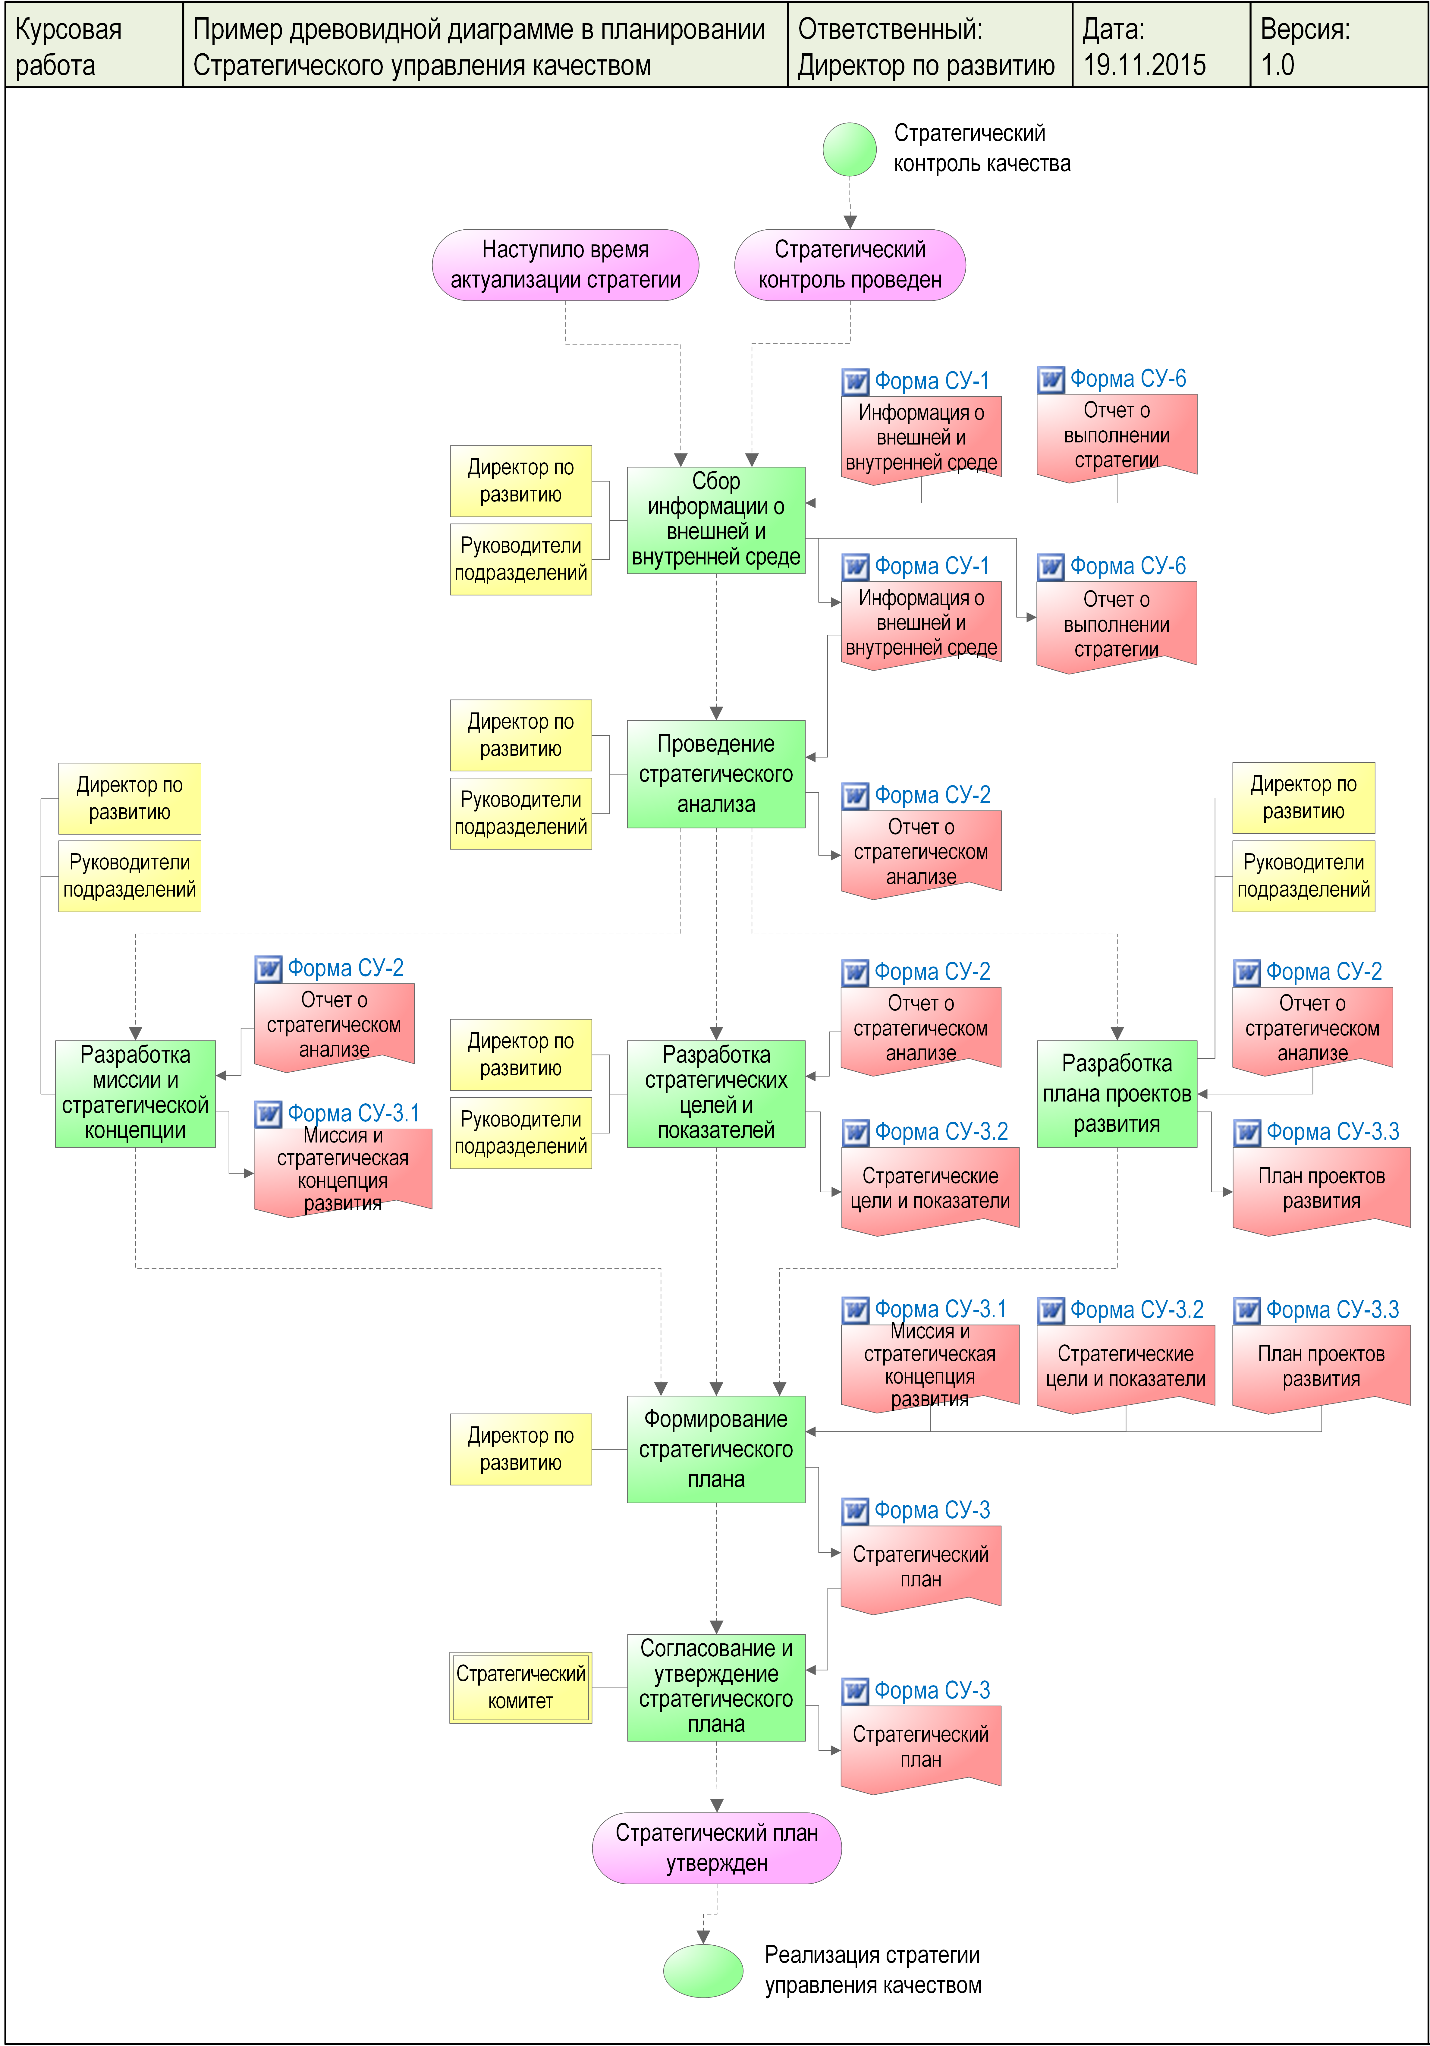 Курсовая
работа
Пример древовидной диаграмме в планировании
Стратегического управления качеством
Ответственный:
Директор по развитию
Дата:
19.11.2015
Версия:
1.0
Стратегический
контроль качества
Наступило время
актуализации стратегии
Стратегический
контроль проведен
Форма СУ-1
Информация о
внешней и
внутренней среде
Форма СУ-6
Отчет о
выполнении
стратегии
Директор по
развитию
Руководители
подразделений
Сбор
информации о
внешней и
внутренней среде
Форма СУ-1
Информация о
внешней и
внутренней среде
Форма СУ-6
Отчет о
выполнении
стратегии
Директор по
развитию
Руководители
подразделений
Проведение
стратегического
анализа
Форма СУ-2
Отчет о
стратегическом
анализе
Директор по
развитию
Руководители
подразделений
Директор по
развитию
Руководители
подразделений
Форма СУ-2
Отчет о
стратегическом
анализе
Разработка
миссии и
стратегической
концепции
Форма СУ-3.1
Миссия и
стратегическая
концепция
развития
Директор по
развитию
Руководители
подразделений
Разработка
стратегических
целей и
показателей
Форма СУ-2
Отчет о
стратегическом
анализе
Форма СУ-3.2
Стратегические
цели и показатели
Разработка
плана проектов
развития
Форма СУ-2
Отчет о
стратегическом
анализе
Форма СУ-3.3
План проектов
развития
Форма СУ-3.1
Миссия и
стратегическая
концепция
развития
Форма СУ-3.2
Стратегические
цели и показатели
Форма СУ-3.3
План проектов
развития
Директор по
развитию
Формирование
стратегического
плана
Форма СУ-3
Стратегический
план
Стратегический
комитет
Согласование и
утверждение
стратегического
плана
Форма СУ-3
Стратегический
план
Стратегический план
утвержден
Реализация стратегии
управления качеством